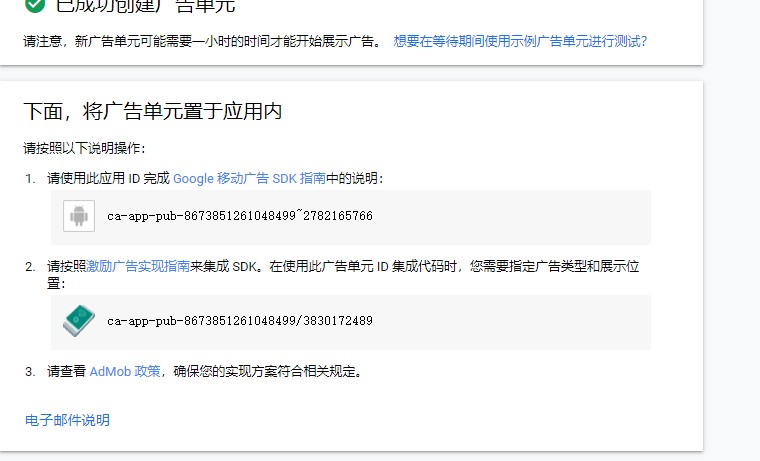 已成功创建广告单元
请注意，新广告单元可能需要一小时的时间才能开始展示广告。 想要在等待期间使用示例广告单元进行测试?
下面，将广告单元置于应用内
请按照以下说明操作：
1. 请使用此应用 ID 完成 Google 移动广告 SDK 指南中的说明：
ca-app-pub-8673851261048499~2782165766
2. 请按照激励广告实现指南来集成 SDK。在使用此广告单元 ID 集成代码时，您需要指定广告类型和展示位
置：
ca-app-pub-8673851261048499/3830172489
3. 请查看 AdMob 政策，确保您的实现方案符合相关规定。
电子邮件说明